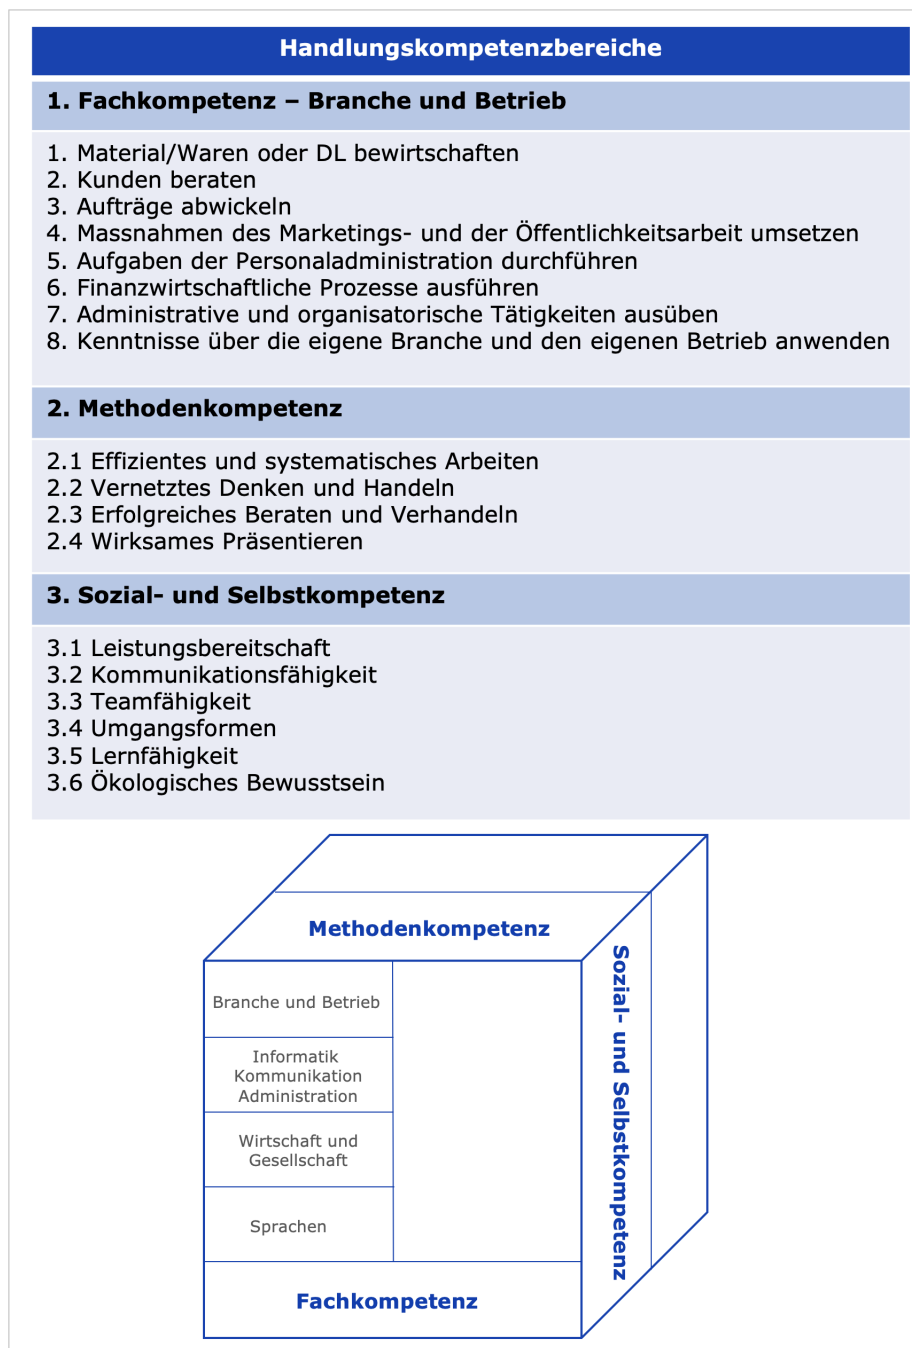 Handlungskompetenzbereiche
1. Fachkompetenz – Branche und Betrieb
1. Material/Waren oder DL bewirtschaften
2. Kunden beraten
3. Aufträge abwickeln
4. Massnahmen des Marketings- und der Öffentlichkeitsarbeit umsetzen
5. Aufgaben der Personaladministration durchführen
6. Finanzwirtschaftliche Prozesse ausführen
7. Administrative und organisatorische Tätigkeiten ausüben
8. Kenntnisse über die eigene Branche und den eigenen Betrieb anwenden
2. Methodenkompetenz
2.1 Effizientes und systematisches Arbeiten
2.2 Vernetztes Denken und Handeln
2.3 Erfolgreiches Beraten und Verhandeln
2.4 Wirksames Präsentieren
3. Sozial- und Selbstkompetenz
3.1 Leistungsbereitschaft
3.2 Kommunikationsfähigkeit
3.3 Teamfähigkeit
3.4 Umgangsformen
3.5 Lernfähigkeit
3.6 Ökologisches Bewusstsein
Methodenkompetenz
Branche und Betrieb
Informatik
Kommunikation
Administration
Wirtschaft und
Gesellschaft
Sprachen
Fachkompetenz
Sozial- und Selbstkompetenz